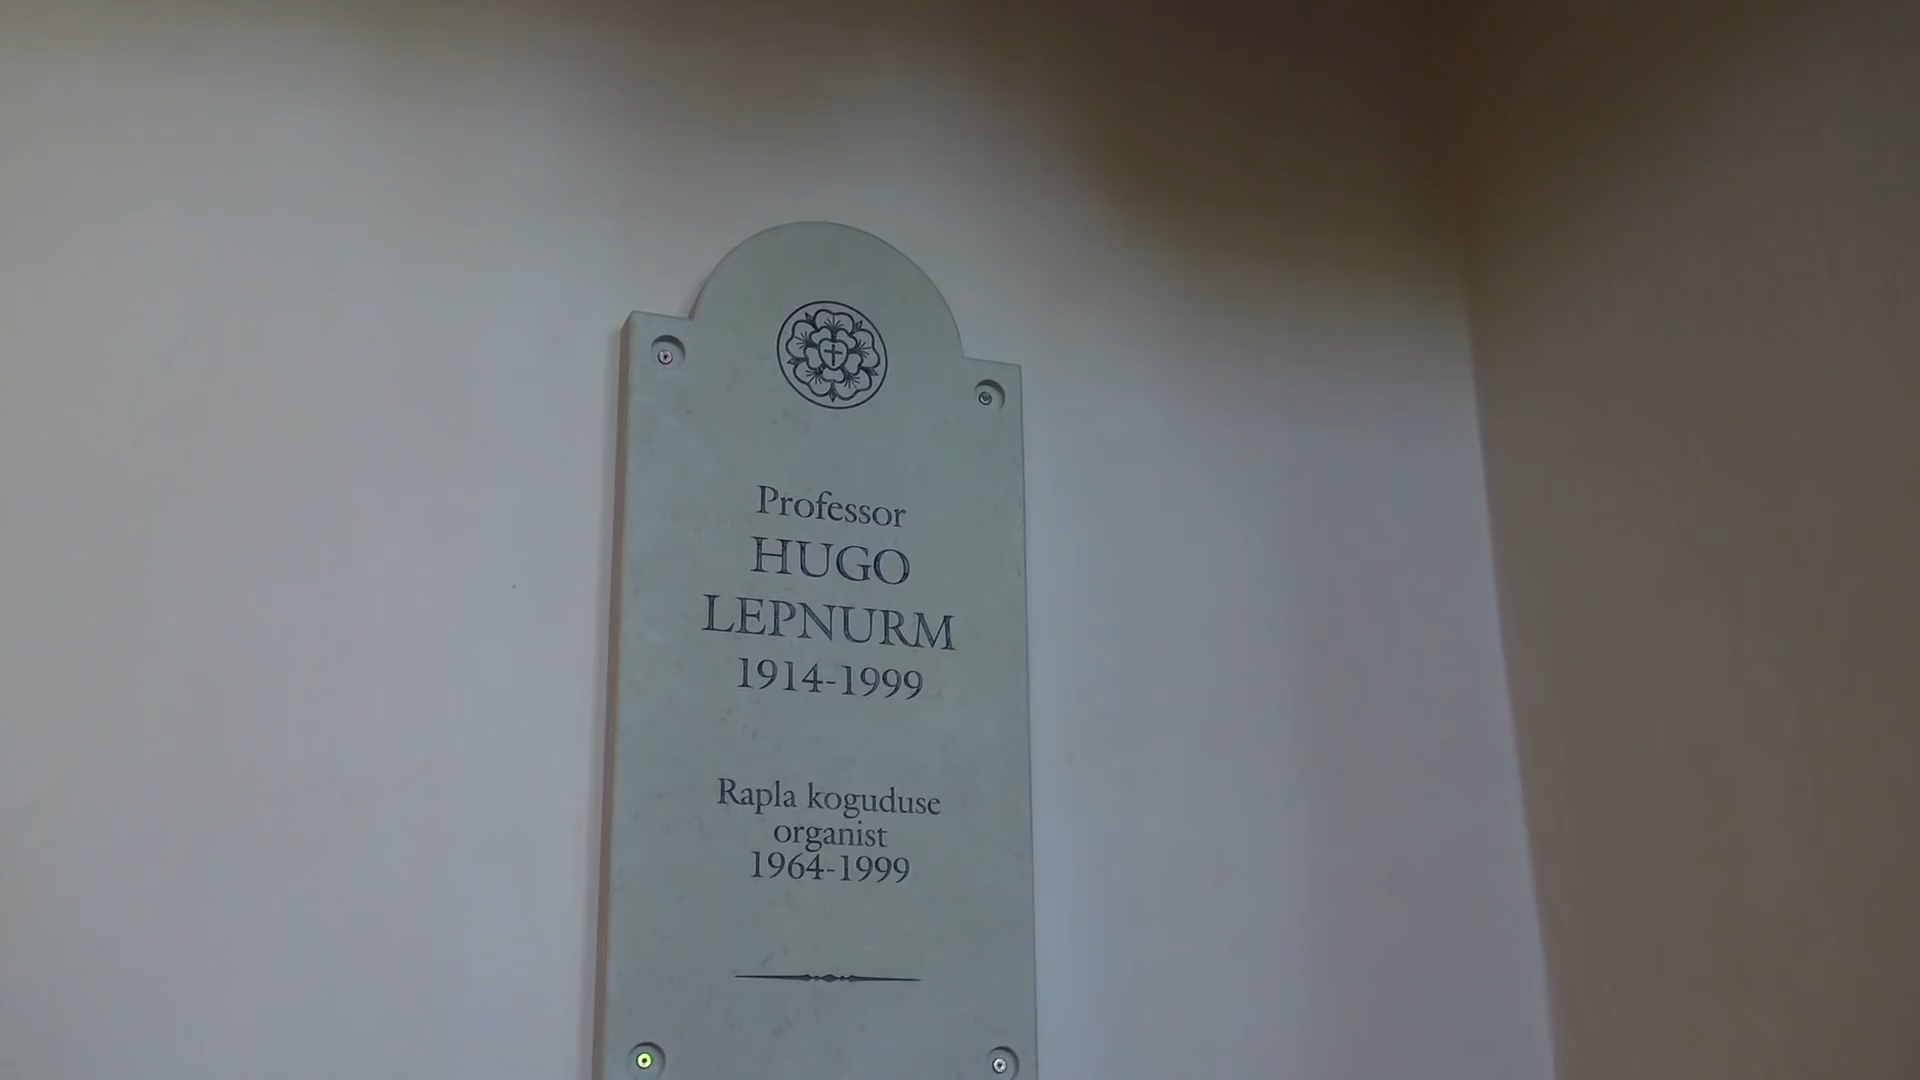 Professor
HUGO
LEPNURM
1914-1999
Rapla koguduse
organist
1964-1999